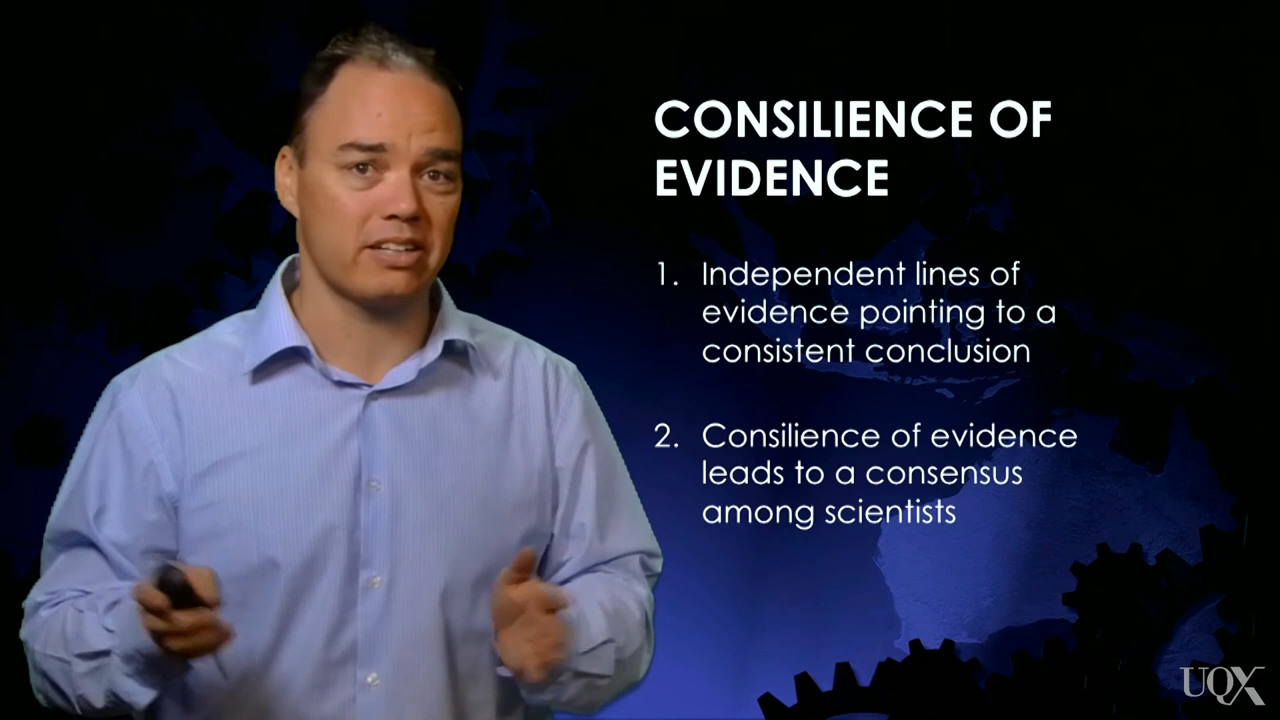 CONSILIENCE OF
EVIDENCE
1. Independent lines of
evidence pointing to a
consistent conclusion
2. Consilience of evidence
leads to a consensus
among scientists
UQX